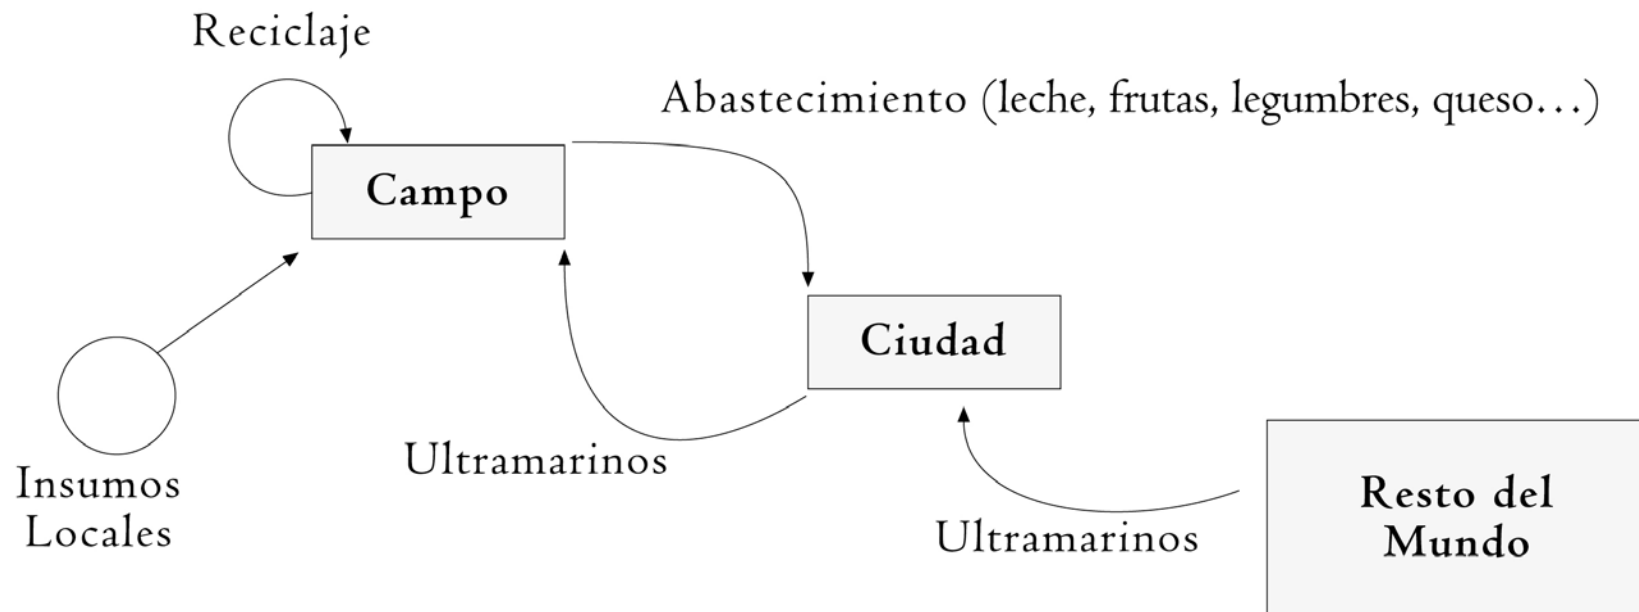 Reciclaje
Abastecimiento (leche, frutas, legumbres, queso...)
Campo
Ciudad
Ultramarinos
Insumos
Locales
Resto del
Mundo
Ultramarinos